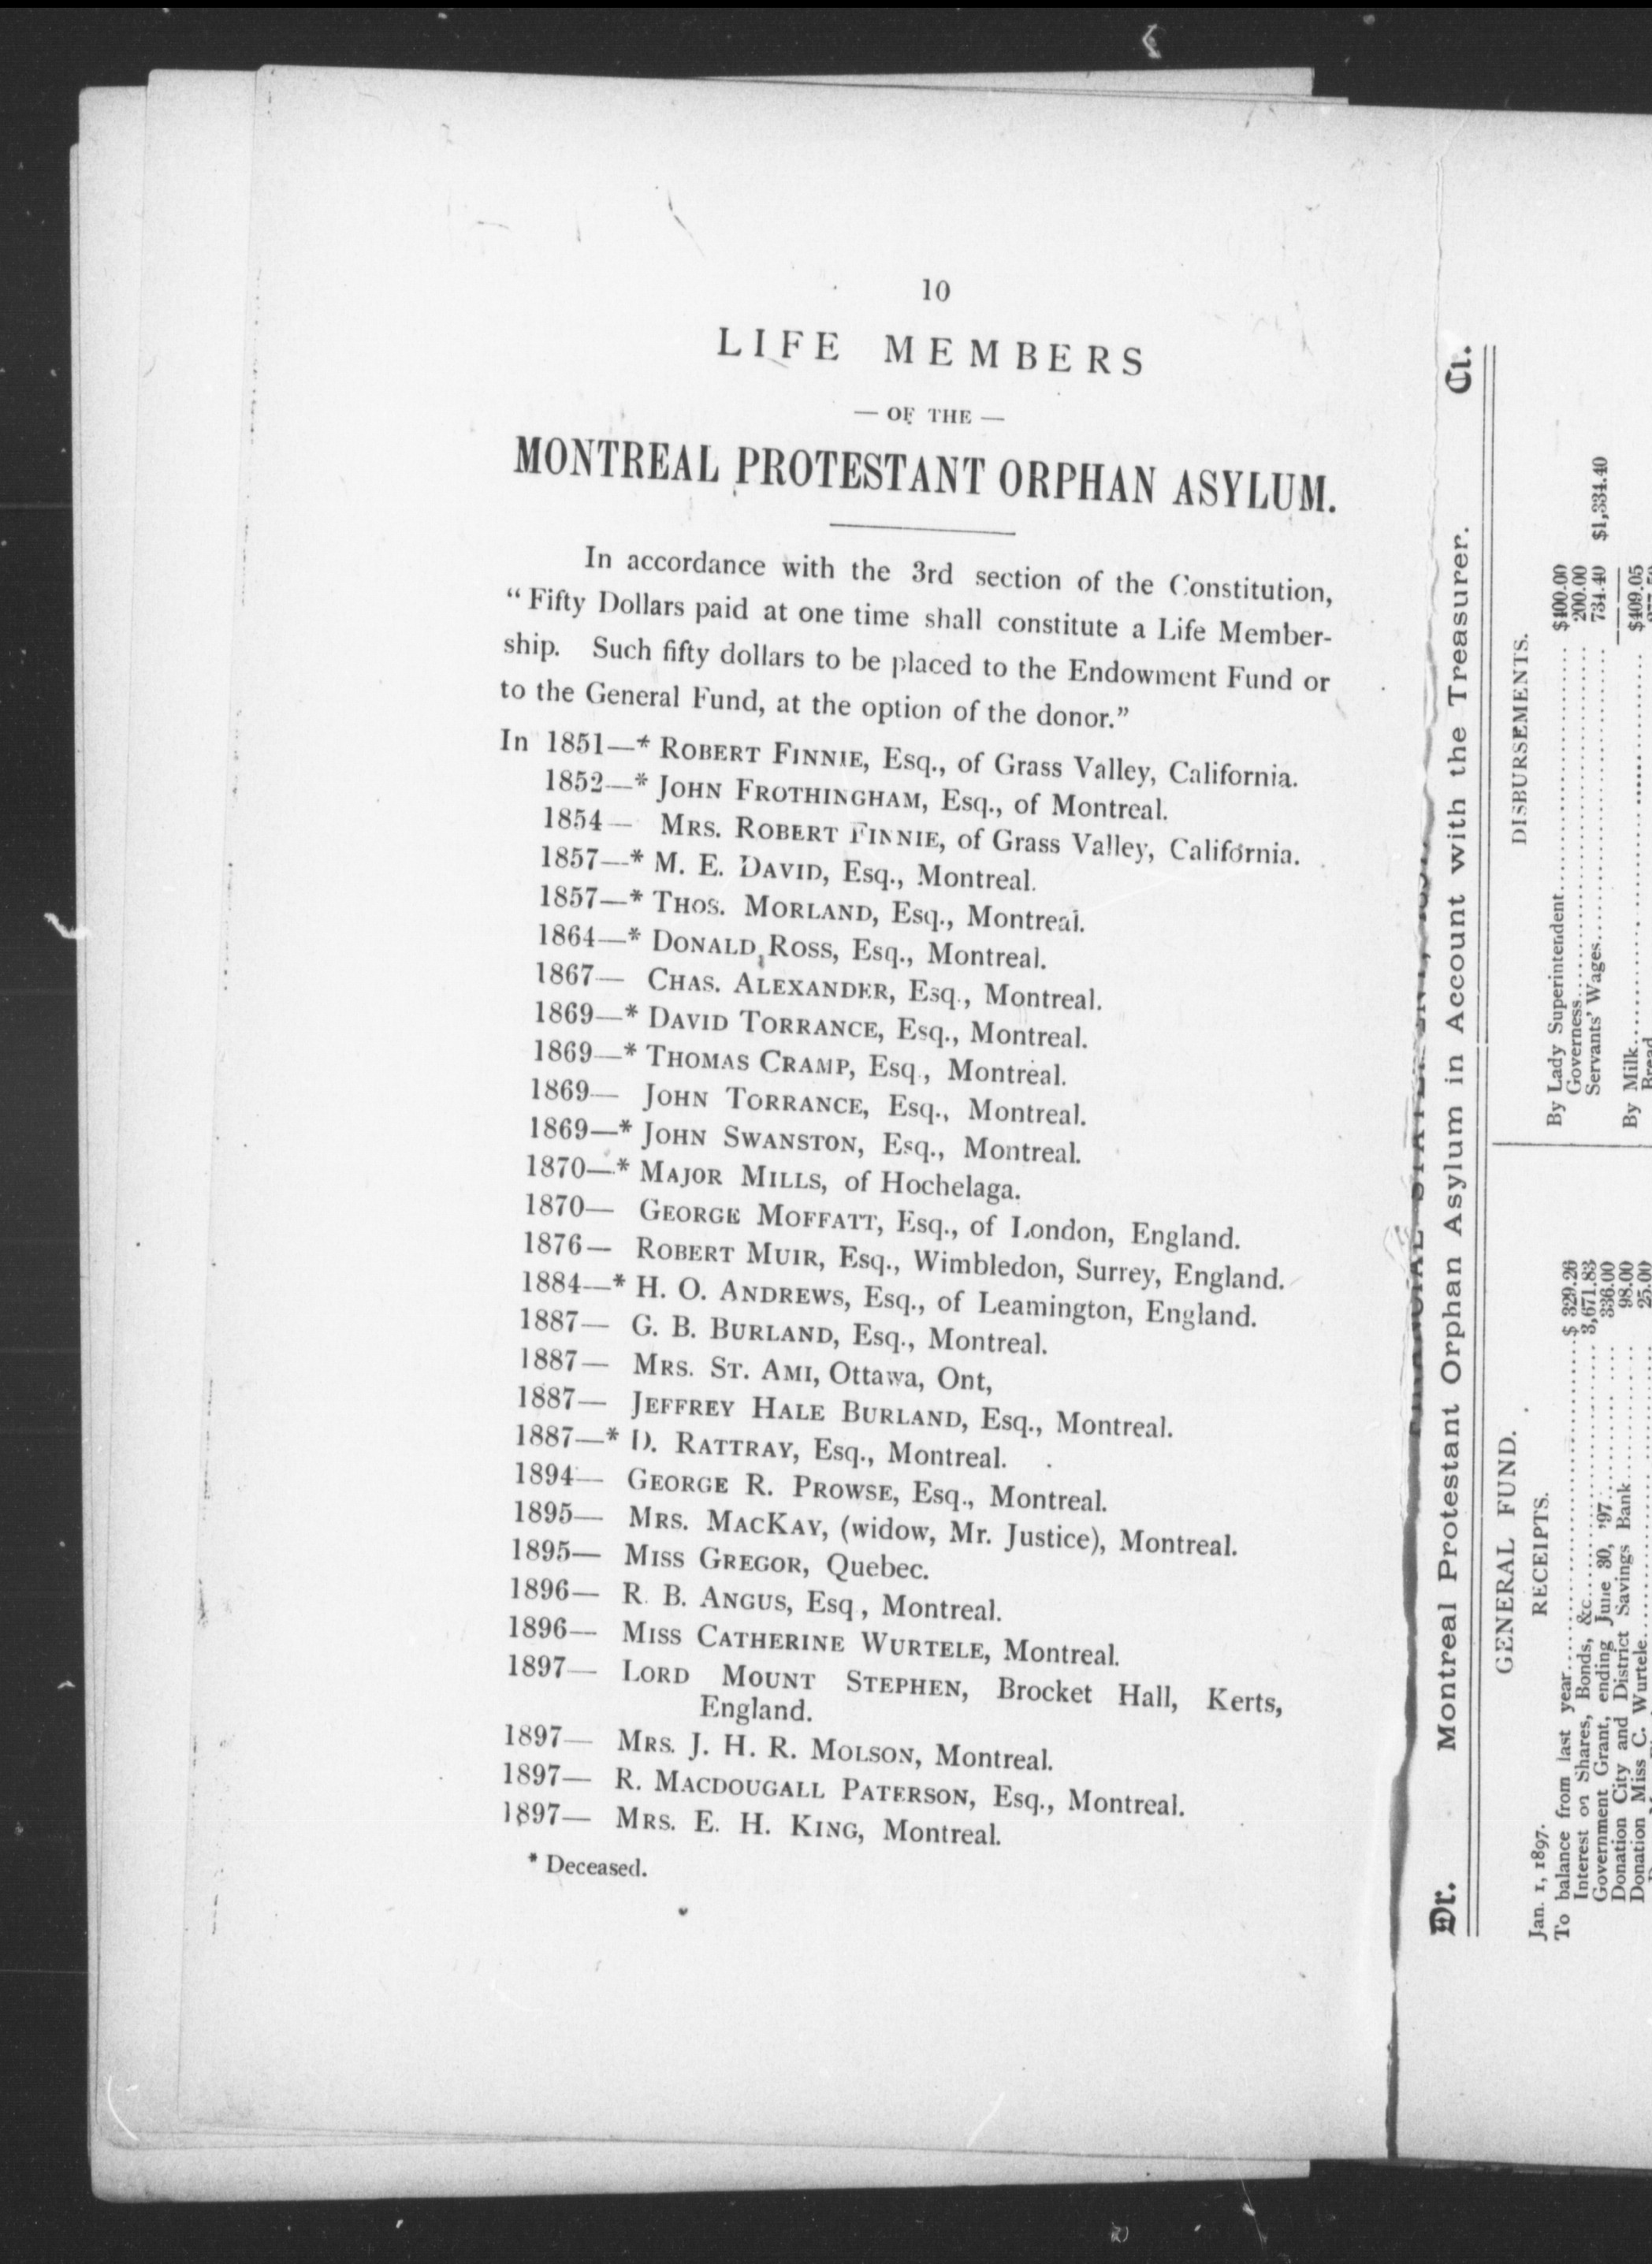 10
LIFE MEMBERS
— OF THE —
MONTREAL PROTESTANT ORPHAN ASYLUM.
In accordance with the 3rd section of the Constitution,
“Fifty Dollars paid at one time shall constitute a Life Member-
ship. Such fifty dollars to be placed to the Endowment Fund or
to the General Fund, at the option of the donor.”
In 1851—* ROBERT FINNIE, Esq., of Grass Valley, California.
1852—* JOHN FROTHINGHAM, Esq., of Montreal.
1854— MRS. ROBERT FINNIE, of Grass Valley, California.
1857—* M. E. DAVID, Esq., Montreal.
1857—* THOS. MORLAND, Esq., Montreal.
1864—* DONALD ROSS, Esq., Montreal.
1867— CHAS. ALEXANDER, Esq., Montreal.
1869—* DAVID TORRANCE, Esq., Montreal.
1869—* THOMAS CRAMP, Esq., Montreal.
1869— JOHN TORRANCE, Esq., Montreal.
1869—* JOHN SWANSTON, Esq., Montreal.
1870—* MAJOR MILLS, of Hochelaga.
1870— GEORGE MOFFATT, Esq., of London, England.
1876— ROBERT MUIR, Esq., Wimbledon, Surrey, England.
1884—* H. O. ANDREWS, Esq., of Leamington, England.
1887— G. B. BURLAND, Esq., Montreal.
1887— MRS. ST. AMI, Ottawa, Ont,
1887— JEFFREY HALE BURLAND, Esq., Montreal.
1887—* D. RATTRAY, Esq., Montreal.
1894— GEORGE R. PROWSE, Esq., Montreal.
1895— MRS. MACKAY, (widow, Mr. Justice), Montreal.
1895— MISS GREGOR, Quebec.
1896— R. B. ANGUS, Esq., Montreal.
1896— MISS CATHERINE WURTELE, Montreal.
1897— LORD MOUNT STEPHEN, Brocket Hall, Kerts,
England.
1897— MRS. J. H. R. MOLSON, Montreal.
1897— R. MACDOUGALL PATERSON, Esq., Montreal.
1897— MRS. E. H. KING, Montreal.
* Deceased.
Dr. Montreal Protestant Orphan Asylum in Account with the Treasurer. Cr.
GENERAL FUND.
RECEIPTS.
Jan. 1, 1897.
To balance from last year....$ 329.26
Interest on Shares, Bonds, &c.... 3,671.83
Government Grant, ending June 30, '97.... 336.00
Donation City and District Savings Bank.... 98.00
Donation Miss C. Wurtele.... 25.00
DISBURSEMENTS.
By Lady Superintendent.... $400.00
Governess.... 200.00
Servants' Wages.... 734.40 $1,334.40
By Milk.... $409.05
Bread